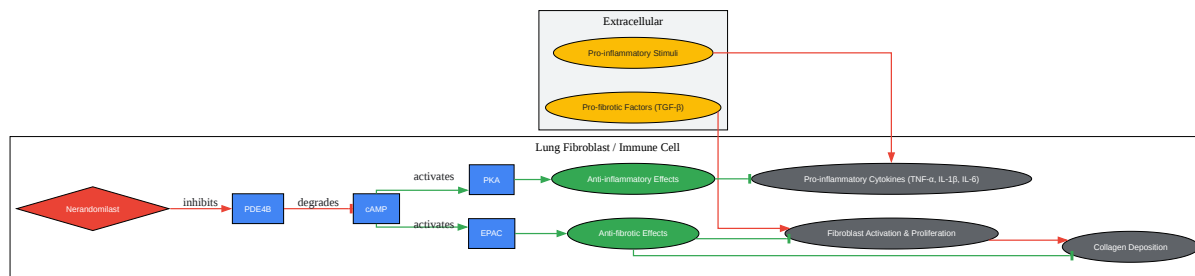 Extracellular
Pro-inflammatory Stimuli
Pro-fibrotic Factors (TGF-β)
Lung Fibroblast / Immune Cell
Nerandomilast
inhibits
PDE4B
degrades
cAMP
activates
PKA
Anti-inflammatory Effects
Pro-inflammatory Cytokines (TNF-α, IL-1β, IL-6)
activates
EPAC
Anti-fibrotic Effects
Fibroblast Activation & Proliferation
Collagen Deposition